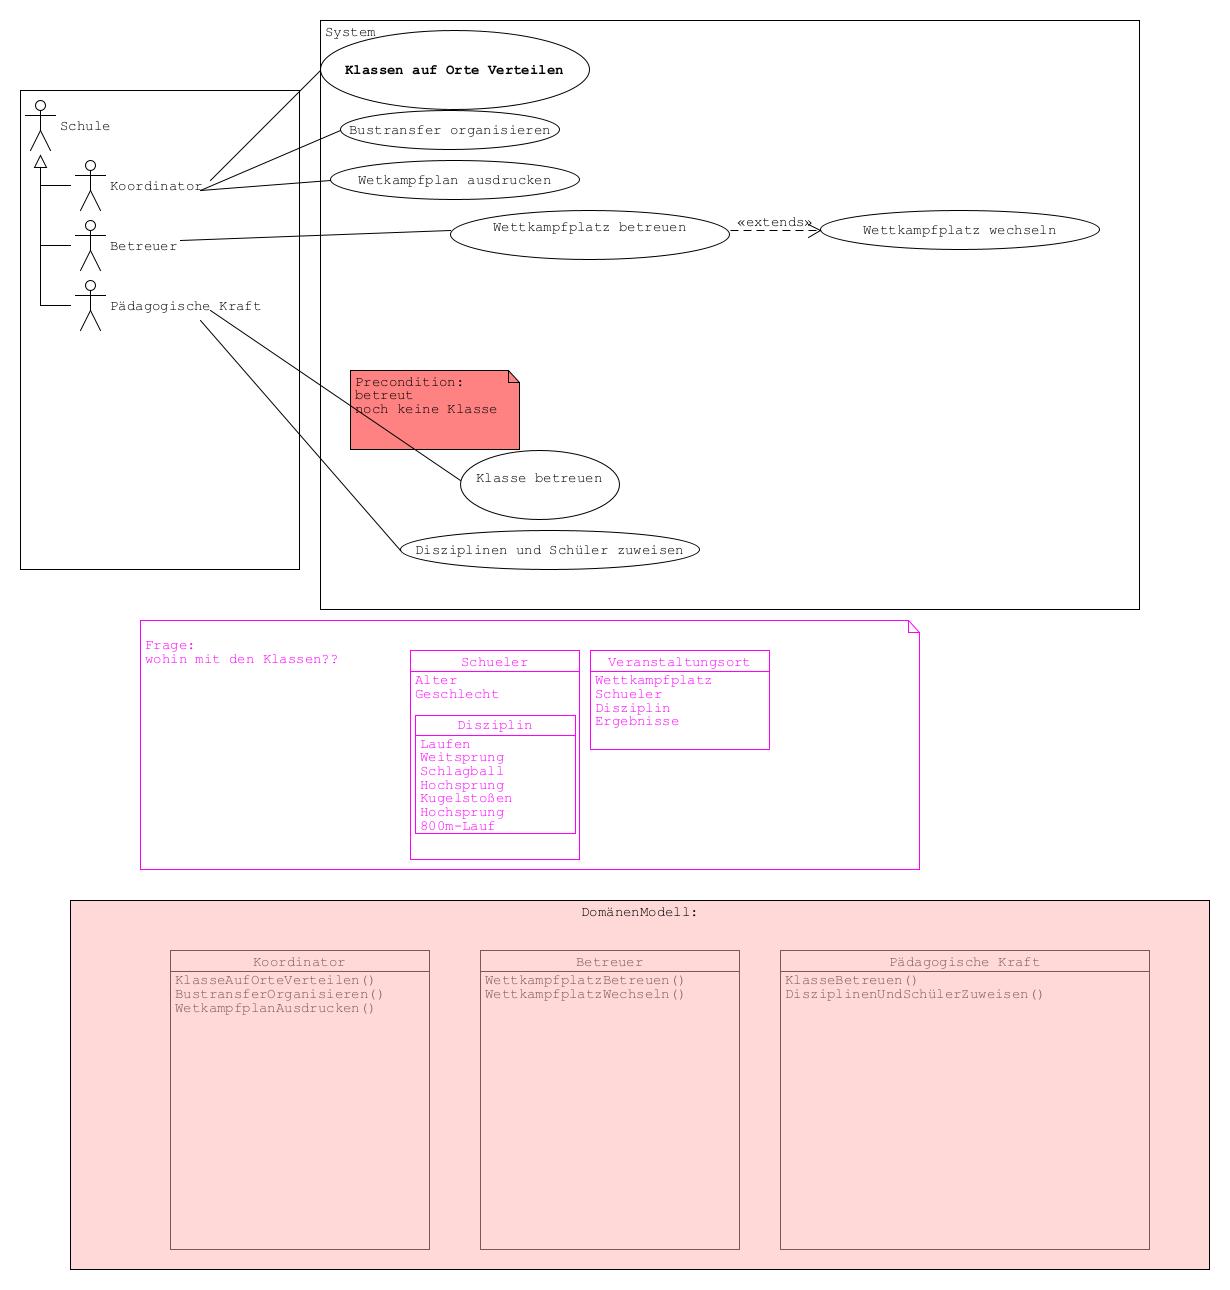 System
Klassen auf Orte Verteilen
Schule
Bustransfer organisieren
Koordinator
Wetkampfplan ausdrucken
Wettkampfplatz betreuen
«extends»
Wettkampfplatz wechseln
Betreuer
Pädagogische Kraft
Precondition:
betreut
noch keine Klasse
Klasse betreuen
Disziplinen und Schüler zuweisen
Frage:
wohin mit den Klassen??
Schueler
Alter
Geschlecht
Disziplin
Laufen
Weitsprung
Schlagball
Hochsprung
Kugelstoßen
Hochsprung
800m-Lauf
Veranstaltungsort
Wettkampfplatz
Schueler
Disziplin
Ergebnisse
DomänenModell:
Koordinator
KlasseAufOrteVerteilen()
BustransferOrganisieren()
WetkampfplanAusdrucken()
Betreuer
WettkampfplatzBetreuen()
WettkampfplatzWechseln()
Pädagogische Kraft
KlasseBetreuen()
DisziplinenUndSchülerZuweisen()